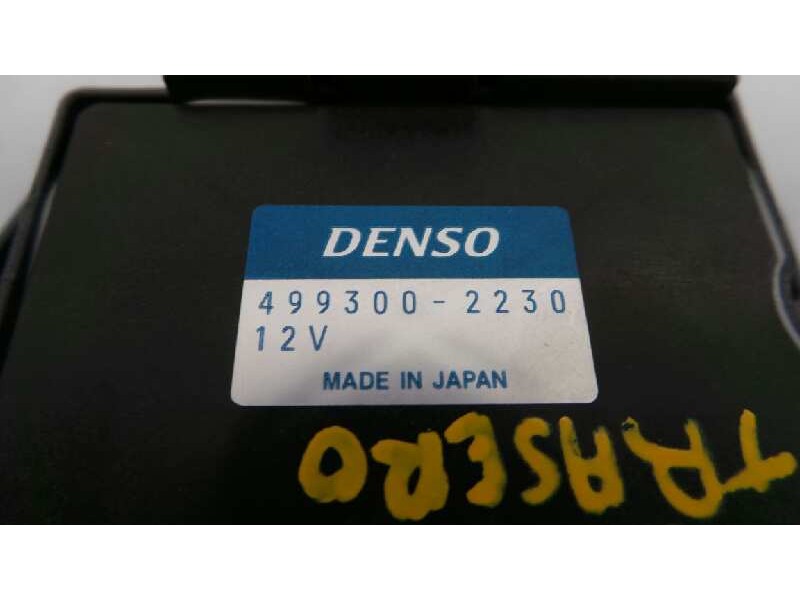 DENSO
499300-2230
12V
MADE IN JAPAN
TRASERO